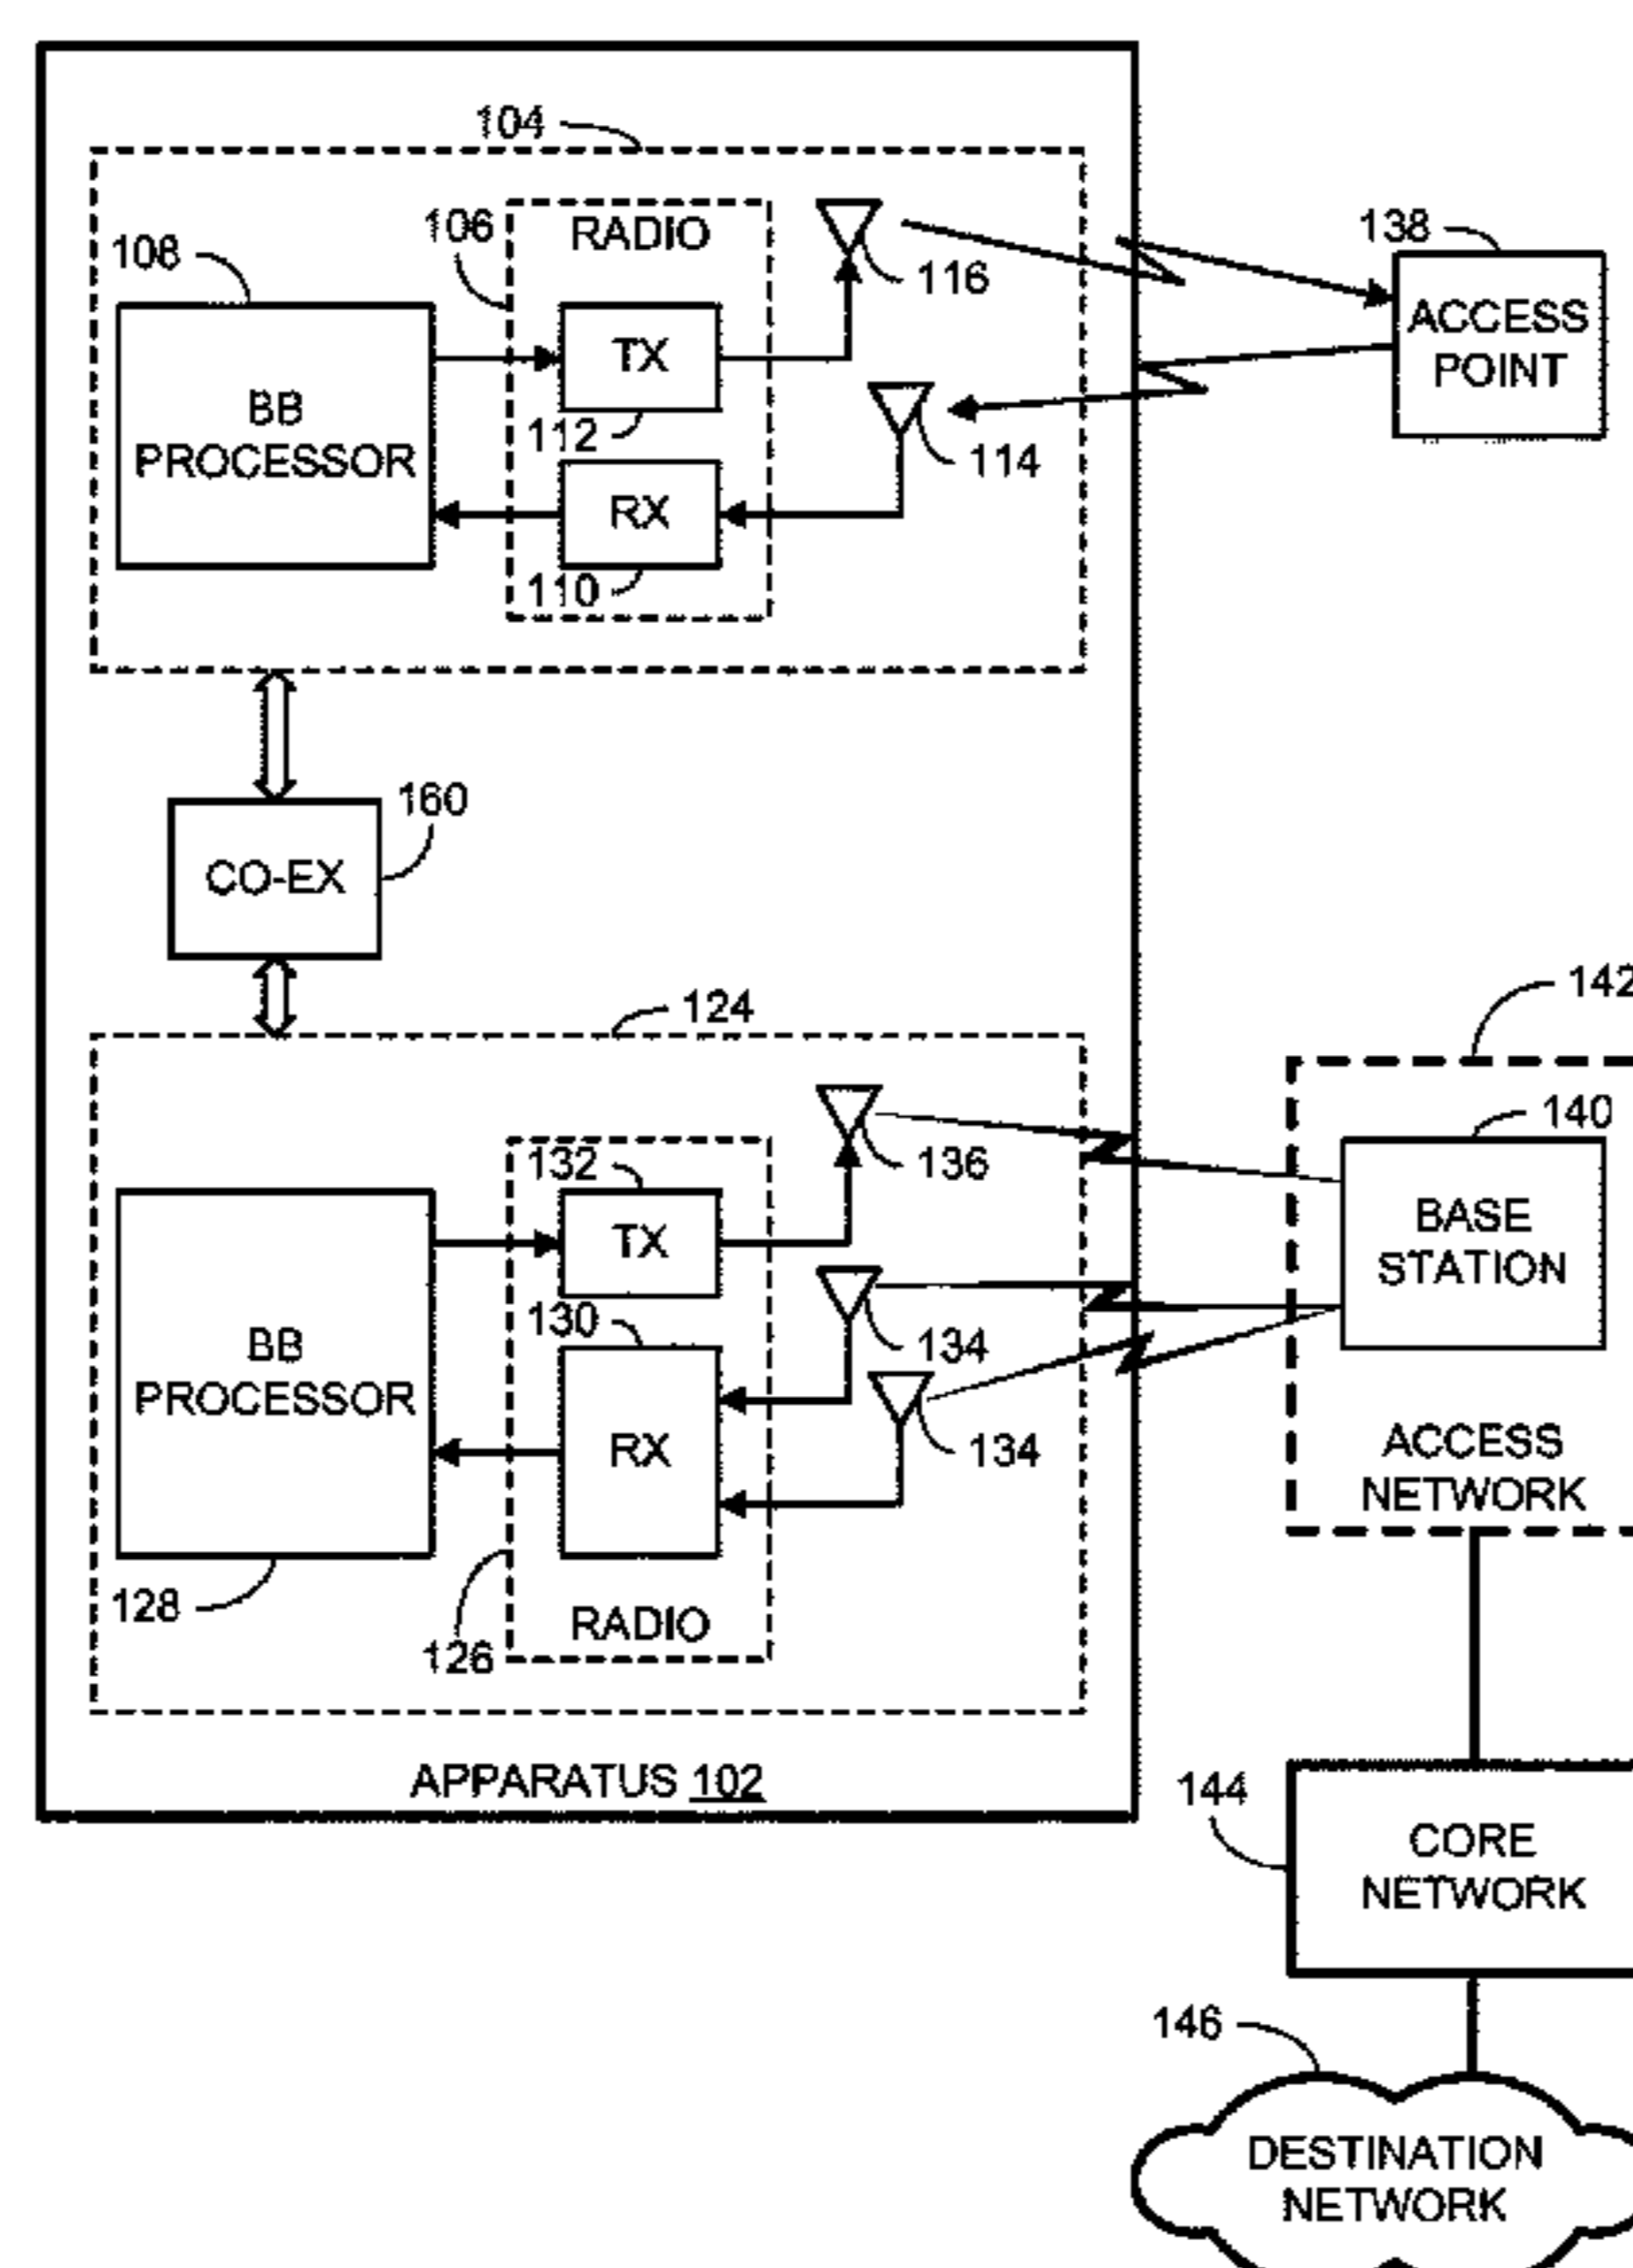 104
106
RADIO
108
116
138
ACCESS
POINT
TX
BB
PROCESSOR
112
114
RX
110
160
CO-EX
124
142
140
132
136
BASE
STATION
TX
130
134
BB
PROCESSOR
RX
134
ACCESS
NETWORK
128
126
RADIO
APPARATUS 102
144
CORE
NETWORK
146
DESTINATION
NETWORK